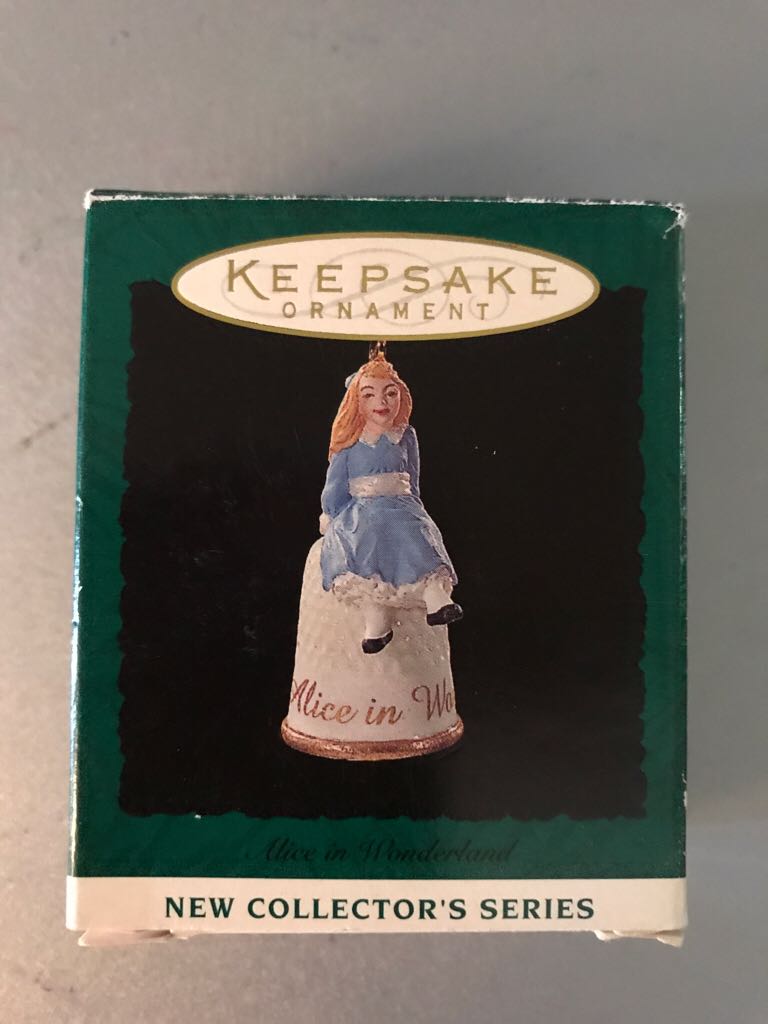 KEEPSAKE
ORNAMENT
Alice in Wo
Alice in Wonderland
NEW COLLECTOR'S SERIES